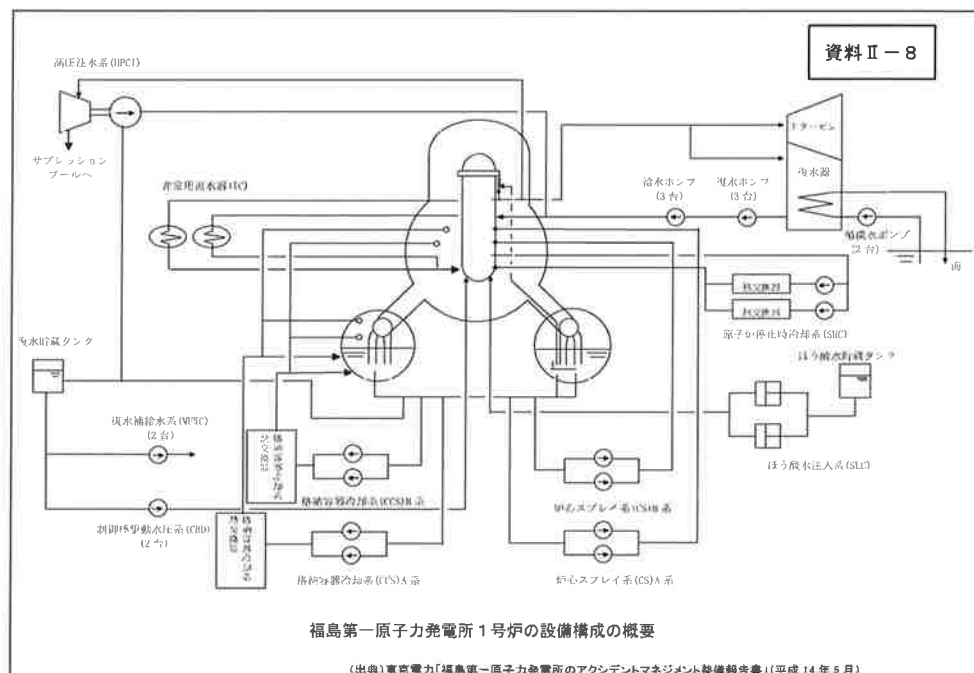 資料Ⅱ－8
高圧注水系(HPCI)
サプレッション
プールへ
非常用復水器(IC)
タービン
復水器
給水ポンプ
(3台)
復水ポンプ
(3台)
循環水ポンプ
(2台)
海
熱交換器
熱交換器
原子炉停止時冷却系(SHC)
ほう酸水貯蔵タンク
復水貯蔵タンク
復水補給水系(MUWC)
(2台)
ほう酸水注入系(SLC)
格納容器冷却系(CCS)B系
炉心スプレイ系(CS)B系
制御棒駆動水圧系(CRD)
(2台)
格納容器冷却系(CCS)A系
炉心スプレイ系(CS)A系
福島第一原子力発電所1号炉の設備構成の概要
(出典)東京電力「福島第一原子力発電所のアクシデントマネジメント整備報告書」(平成14年5月)